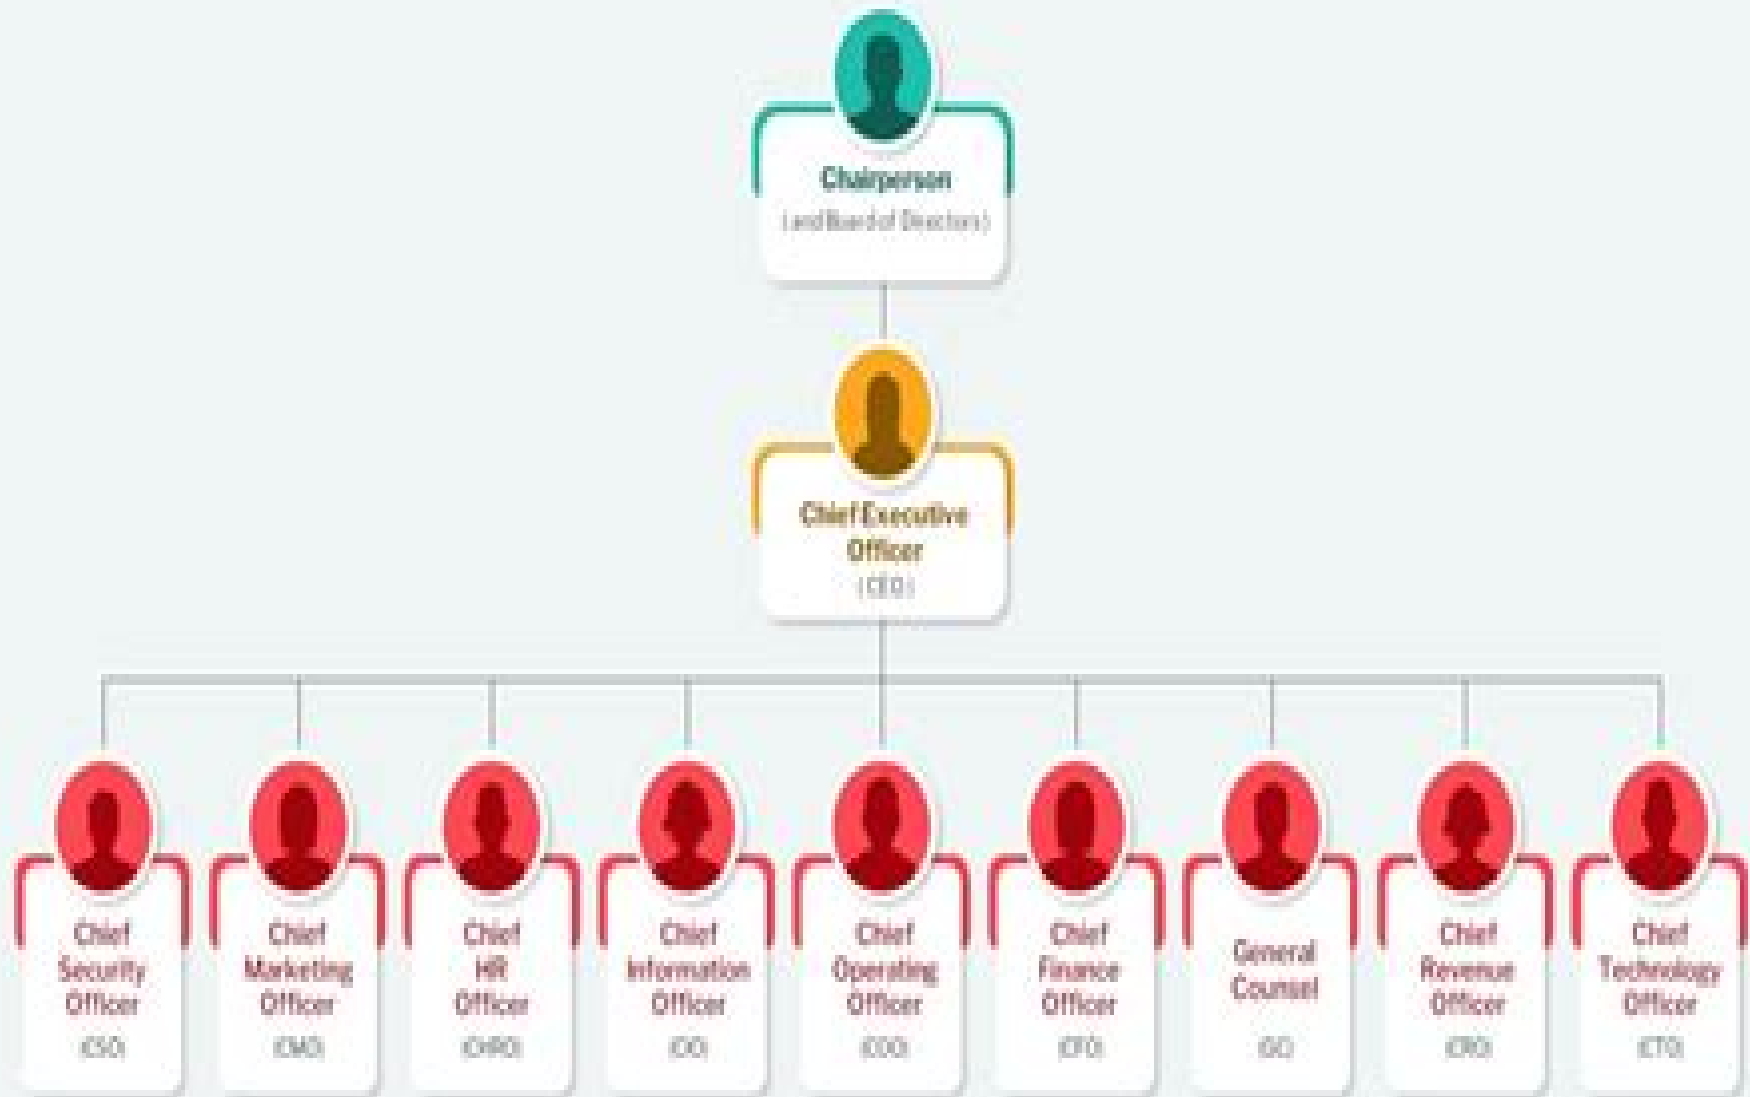 Chairperson
(and Board of Directors)
Chief Executive
Officer
(CEO)
Chief
Security
Officer
(CSO)
Chief
Marketing
Officer
(CMO)
Chief
HR
Officer
(CHRO)
Chief
Information
Officer
(CIO)
Chief
Operating
Officer
(COO)
Chief
Finance
Officer
(CFO)
General
Counsel
(GC)
Chief
Revenue
Officer
(CRO)
Chief
Technology
Officer
(CTO)